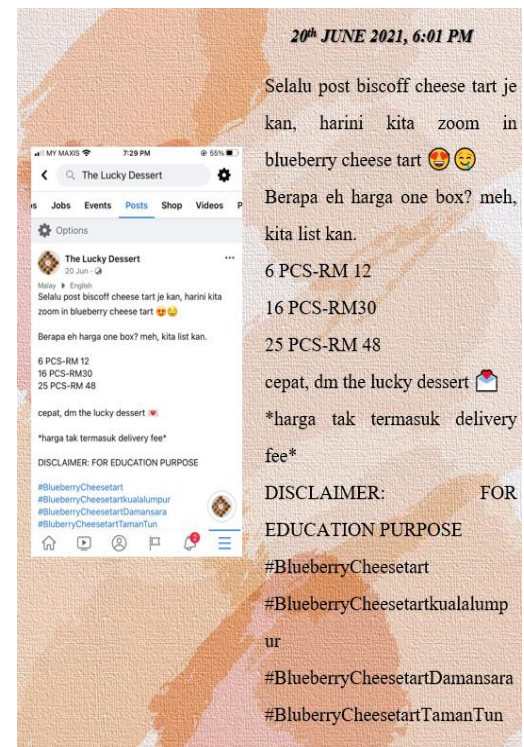 20th JUNE 2021, 6:01 PM
MY MAXIS 7:29 PM 55%
The Lucky Dessert
Jobs Events Posts Shop Videos
Options
The Lucky Dessert
20 Jun
Malay English
Selalu post biscoff cheese tart je kan, harini kita
zoom in blueberry cheese tart 😍🤤
Berapa eh harga one box? meh, kita list kan.
6 PCS-RM 12
16 PCS-RM30
25 PCS-RM 48
cepat, dm the lucky dessert 💌
*harga tak termasuk delivery fee*
DISCLAIMER: FOR EDUCATION PURPOSE
#BlueberryCheesetart
#BlueberryCheesetartkualalumpur
#BlueberryCheesetartDamansara
#BluberryCheesetartTamanTun
2
Selalu post biscoff cheese tart je
kan, harini kita zoom in
blueberry cheese tart 😍🤤
Berapa eh harga one box? meh,
kita list kan.
6 PCS-RM 12
16 PCS-RM30
25 PCS-RM 48
cepat, dm the lucky dessert 💌
*harga tak termasuk delivery
fee*
DISCLAIMER: FOR
EDUCATION PURPOSE
#BlueberryCheesetart
#BlueberryCheesetartkualalump
ur
#BlueberryCheesetartDamansara
#BluberryCheesetartTamanTun